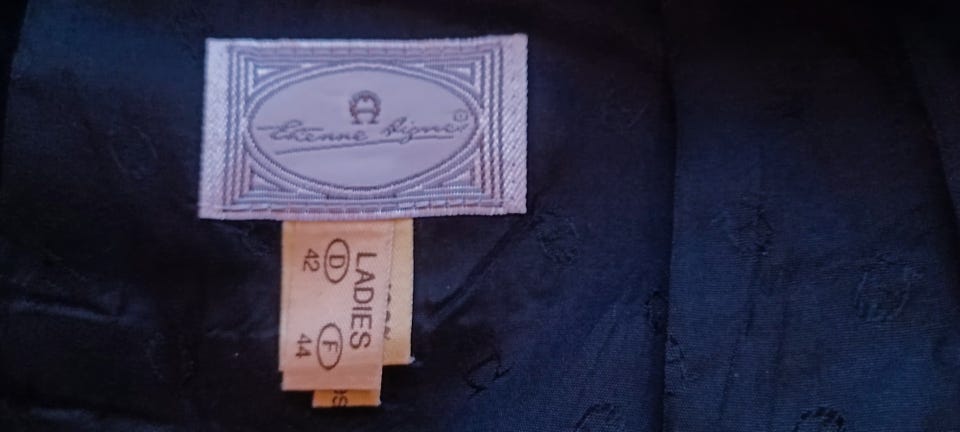 Etienne Aigner ®
LADIES
D F
42 44